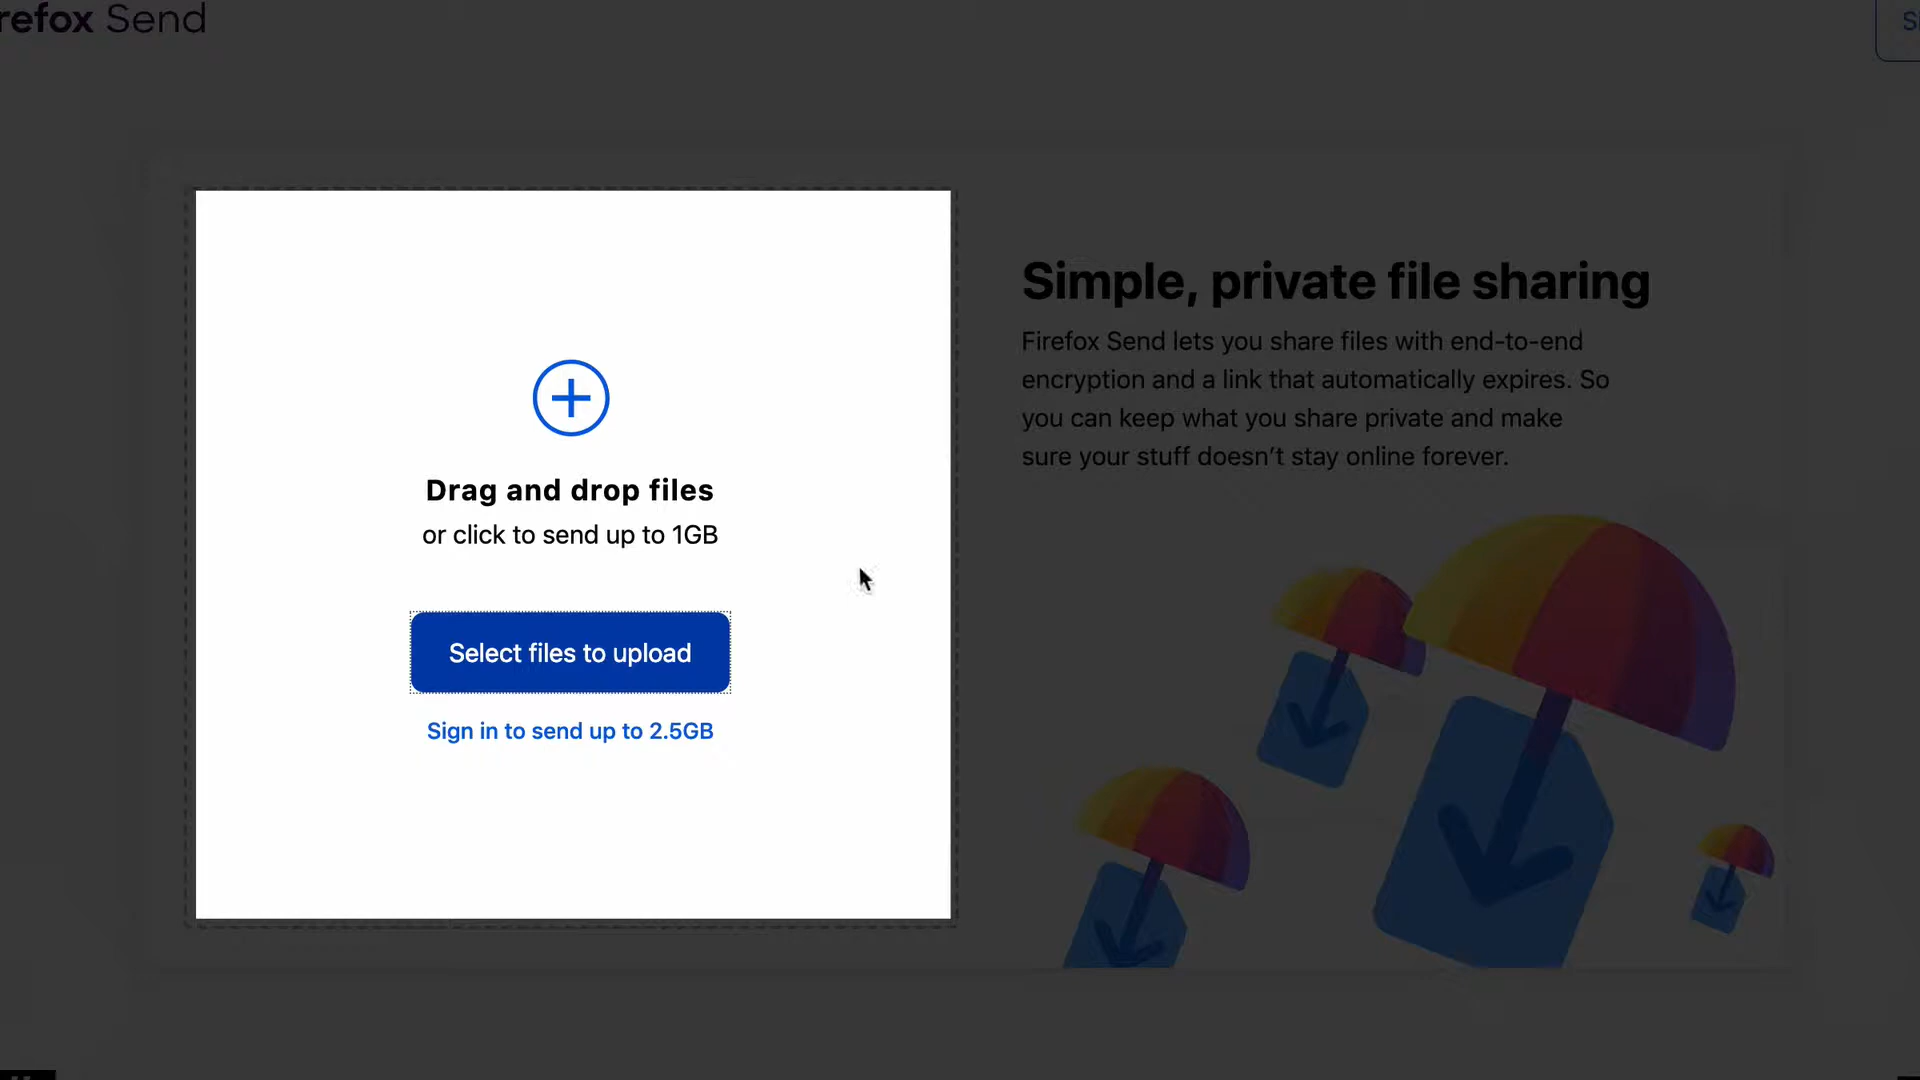 refox Send
S
Simple, private file sharing
Firefox Send lets you share files with end-to-end
encryption and a link that automatically expires. So
you can keep what you share private and make
sure your stuff doesn’t stay online forever.
Drag and drop files
or click to send up to 1GB
Select files to upload
Sign in to send up to 2.5GB